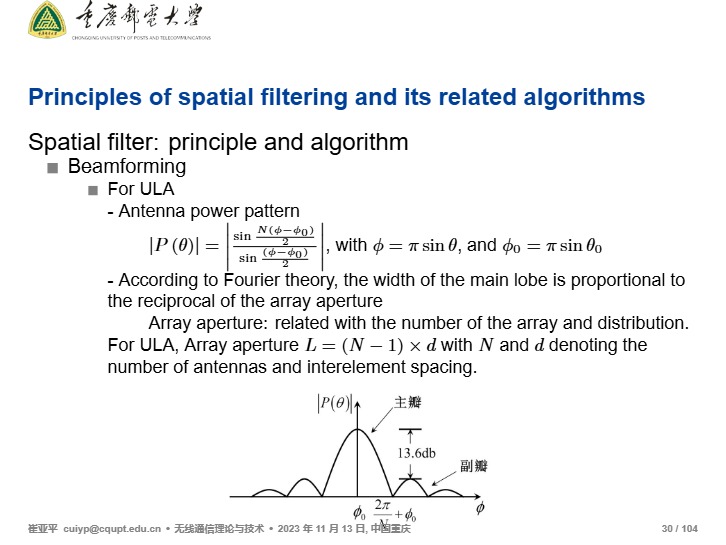 重慶郵電大學
CHONGQING UNIVERSITY OF POSTS AND TELECOMMUNICATIONS
Principles of spatial filtering and its related algorithms
Spatial filter: principle and algorithm
■ Beamforming
■ For ULA
- Antenna power pattern
|P (θ)| = | sin N(ϕ−ϕ₀)/2 / sin (ϕ−ϕ₀)/2 |, with ϕ = π sin θ, and ϕ₀ = π sin θ₀
- According to Fourier theory, the width of the main lobe is proportional to
the reciprocal of the array aperture
Array aperture: related with the number of the array and distribution.
For ULA, Array aperture L = (N − 1) × d with N and d denoting the
number of antennas and interelement spacing.
|P(θ)|
主瓣
13.6db
副瓣
ϕ₀
2π/N + ϕ₀
ϕ
崔亚平 cuiyp@cqupt.edu.cn • 无线通信理论与技术 • 2023 年 11 月 13 日, 中国重庆
30 / 104